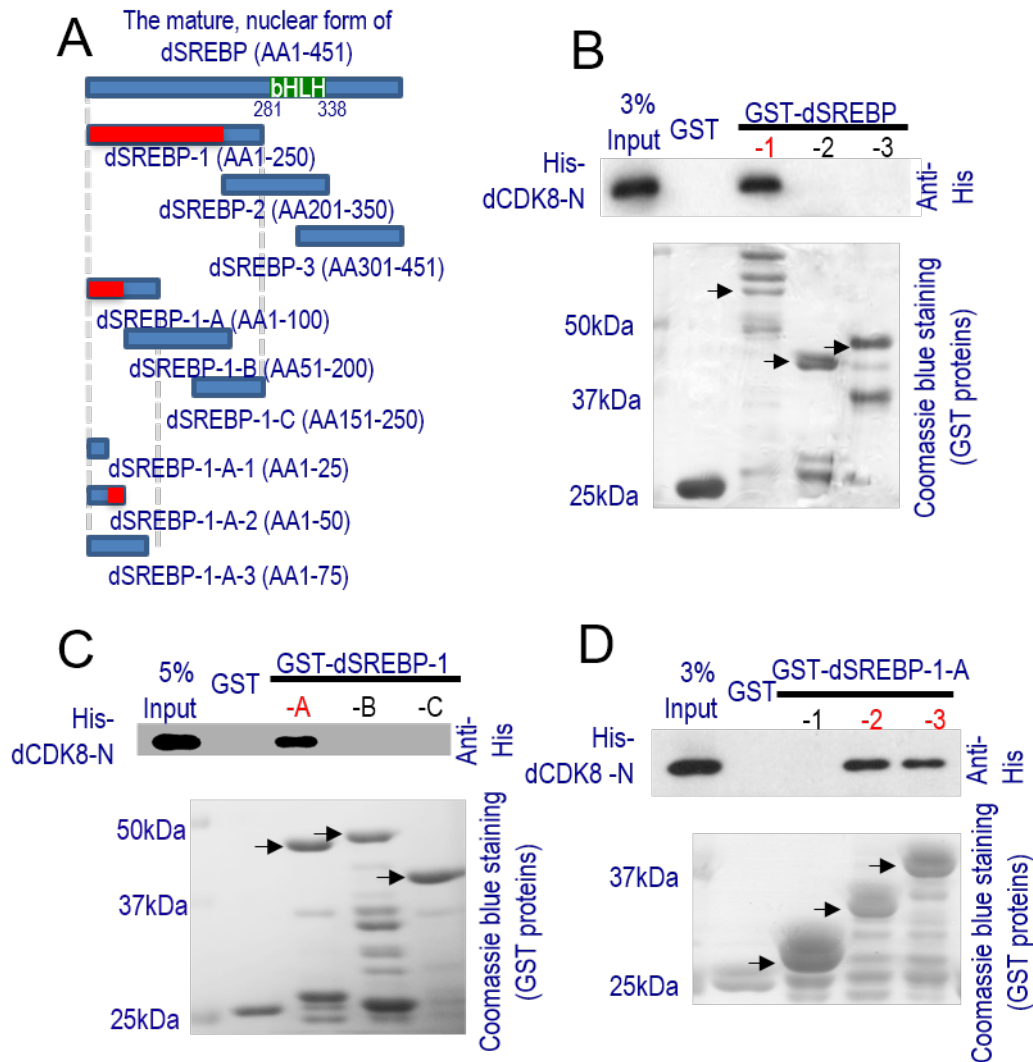 A
The mature, nuclear form of
dSREBP (AA1-451)
bHLH
281 338
dSREBP-1 (AA1-250)
dSREBP-2 (AA201-350)
dSREBP-3 (AA301-451)
dSREBP-1-A (AA1-100)
dSREBP-1-B (AA51-200)
dSREBP-1-C (AA151-250)
dSREBP-1-A-1 (AA1-25)
dSREBP-1-A-2 (AA1-50)
dSREBP-1-A-3 (AA1-75)
B
3%
Input
GST
GST-dSREBP
-1 -2 -3
His-
dCDK8-N
Anti-
His
50kDa
37kDa
25kDa
Coomassie blue staining
(GST proteins)
C
5%
Input
GST
GST-dSREBP-1
-A -B -C
His-
dCDK8-N
Anti-
His
50kDa
37kDa
25kDa
Coomassie blue staining
(GST proteins)
D
3%
Input
GST
GST-dSREBP-1-A
-1 -2 -3
His-
dCDK8 -N
Anti-
His
37kDa
25kDa
Coomassie blue staining
(GST proteins)